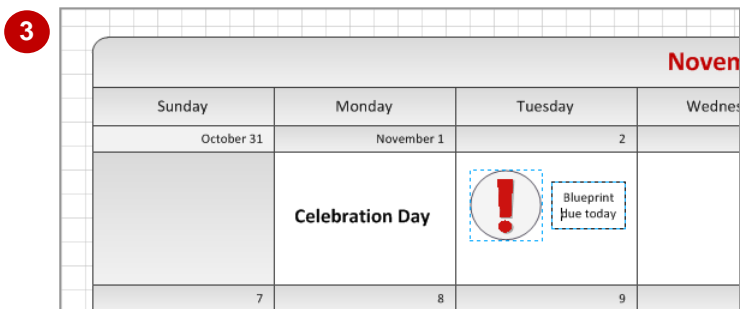 3
Novem
Sunday Monday Tuesday Wednes
October 31 November 1 2
Celebration Day
Blueprint
due today
7 8 9